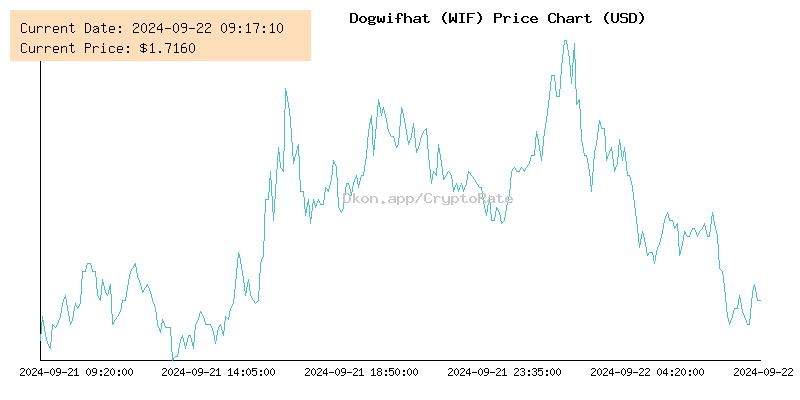 Dogwifhat (WIF) Price Chart (USD)
Current Date: 2024-09-22 09:17:10
Current Price: $1.7160
Okon.app/CryptoRate
2024-09-21 09:20:00 2024-09-21 14:05:00 2024-09-21 18:50:00 2024-09-21 23:35:00 2024-09-22 04:20:00 2024-09-22